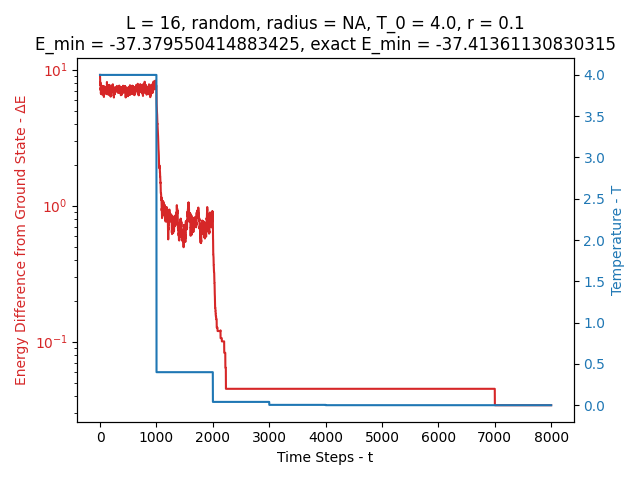 L = 16, random, radius = NA, T_0 = 4.0, r = 0.1
E_min = -37.379550414883425, exact E_min = -37.41361130830315
Energy Difference from Ground State - ΔE
10¹
10⁰
10⁻¹
4.0
3.5
3.0
2.5
2.0
1.5
1.0
0.5
0.0
Temperature - T
0 1000 2000 3000 4000 5000 6000 7000 8000
Time Steps - t